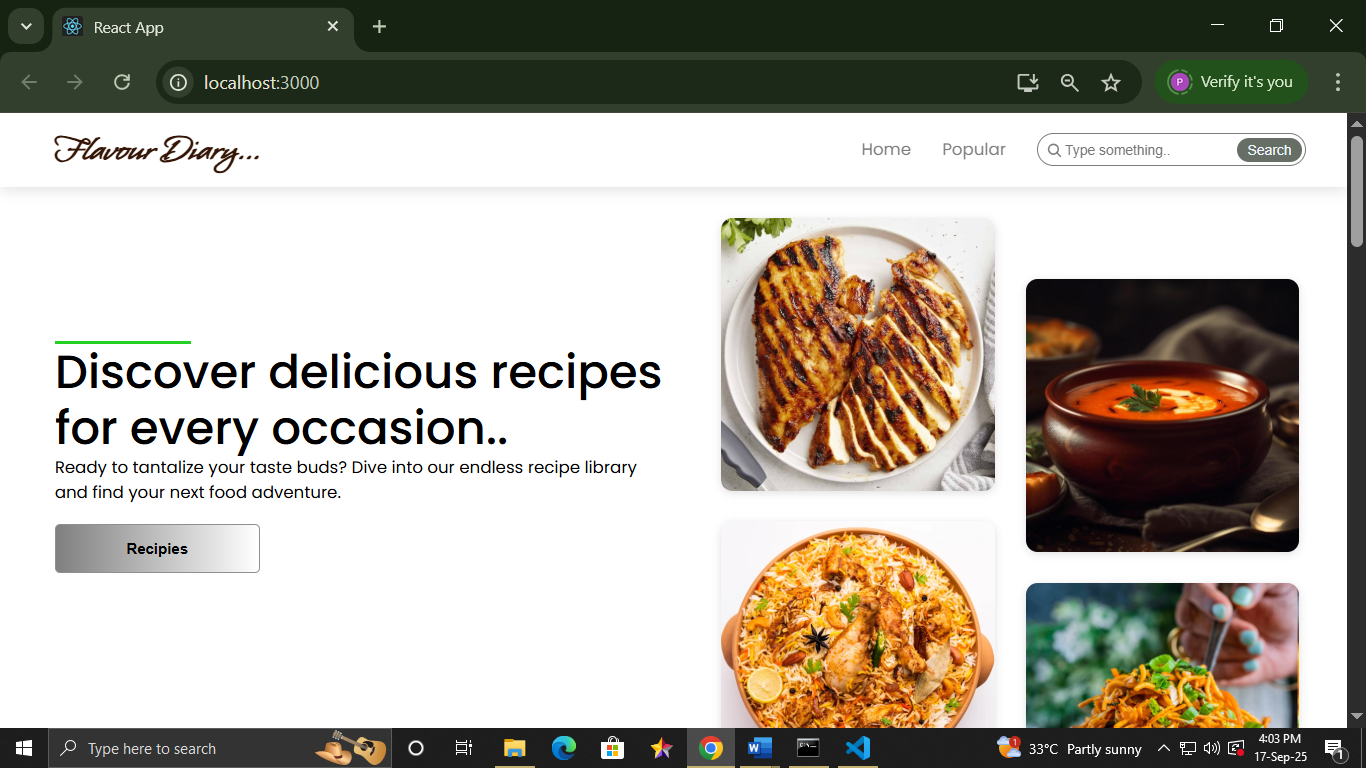 React App
localhost:3000
Verify it's you
P
Flavour Diary...
Home Popular Type something.. Search
Discover delicious recipes
for every occasion..
Ready to tantalize your taste buds? Dive into our endless recipe library
and find your next food adventure.
Recipies
Type here to search
1
33°C Partly sunny
4:03 PM
17-Sep-25
1